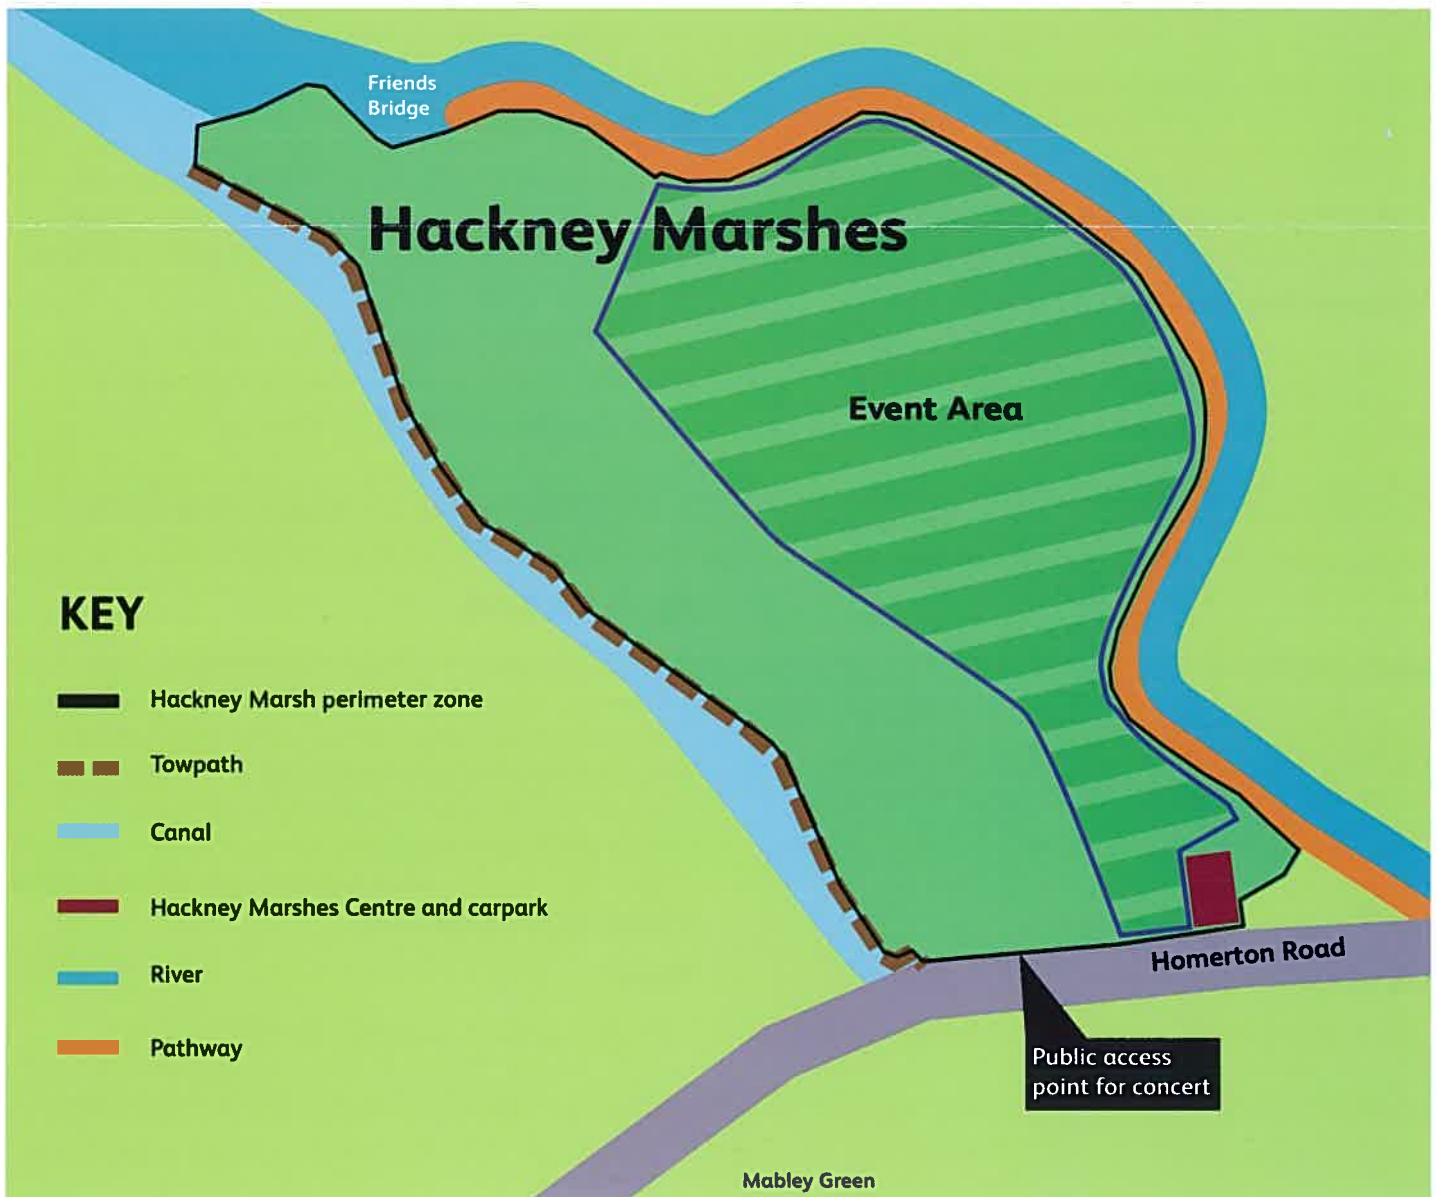 Friends
Bridge
Hackney Marshes
Event Area
KEY
Hackney Marsh perimeter zone
Towpath
Canal
Hackney Marshes Centre and carpark
River
Pathway
Homerton Road
Public access
point for concert
Mabley Green